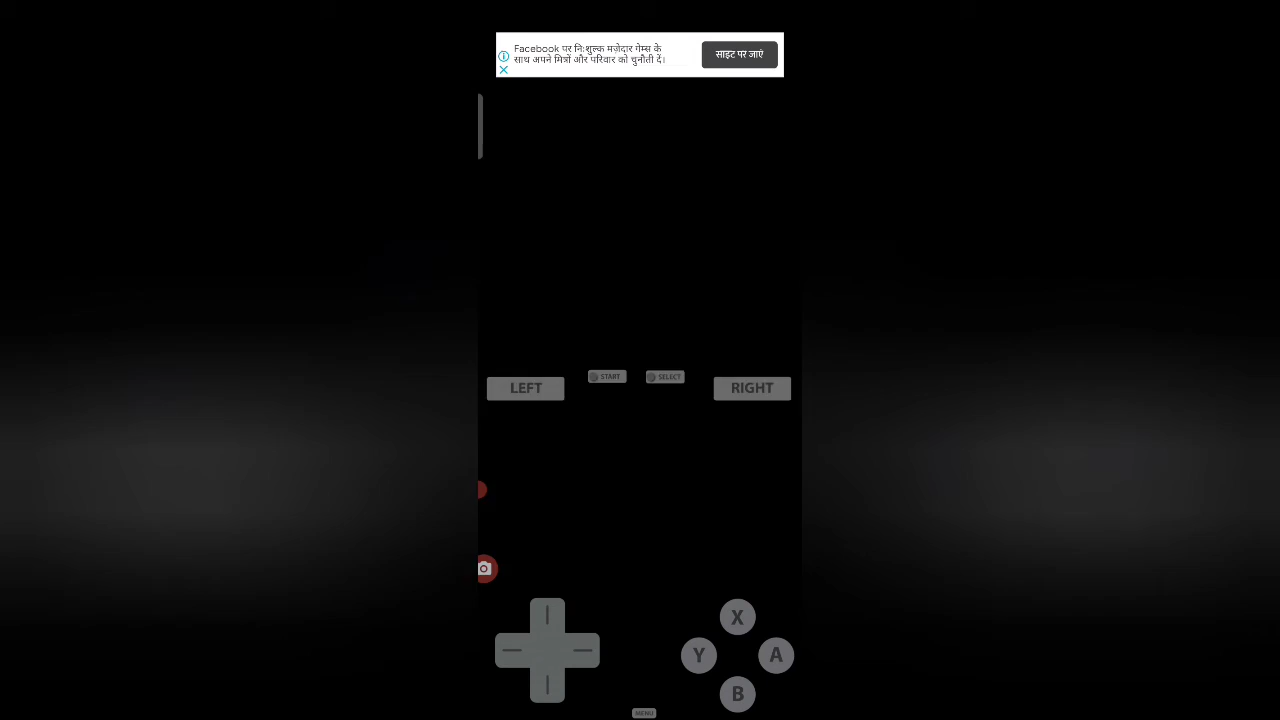 Facebook पर नि:शुल्क मज़ेदार गेम्स के
साथ अपने मित्रों और परिवार को चुनौती दें।
साइट पर जाएं
START
SELECT
LEFT
RIGHT
X
Y
A
B
MENU